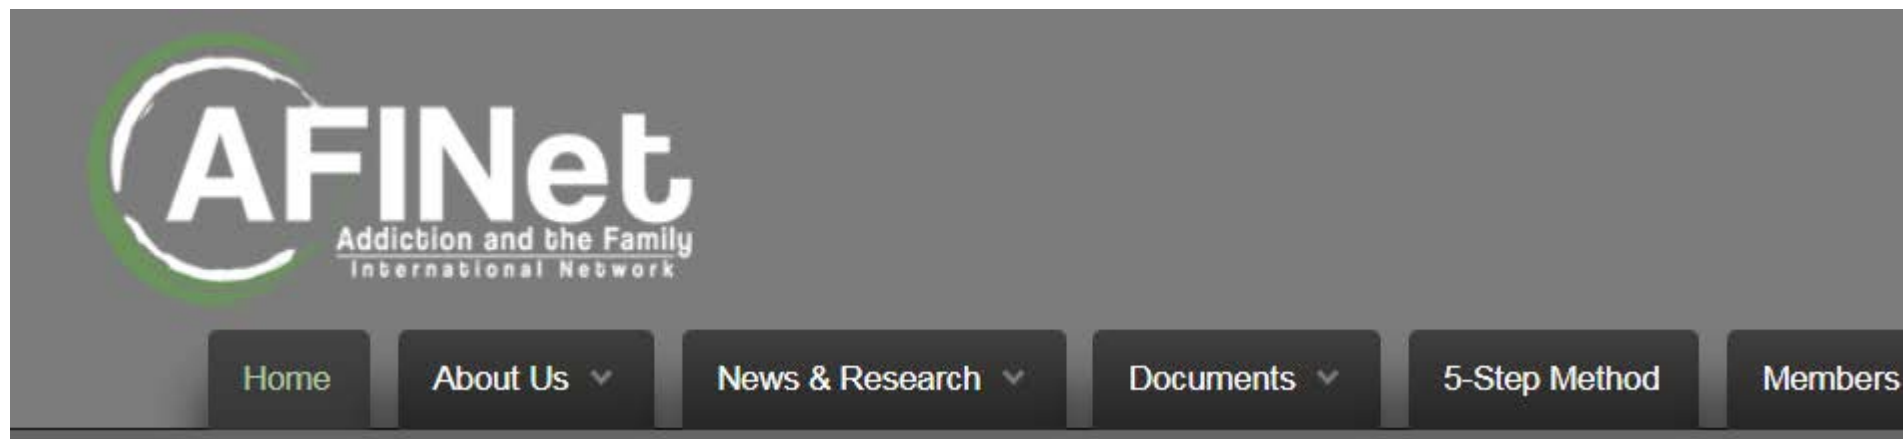 AFINet
Addiction and the Family
International Network
Home About Us News & Research Documents 5-Step Method Members